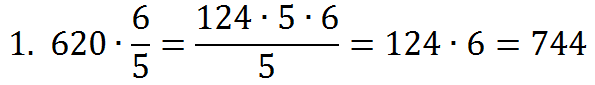 1. 620 · 6/5 = (124 · 5 · 6)/5 = 124 · 6 = 744